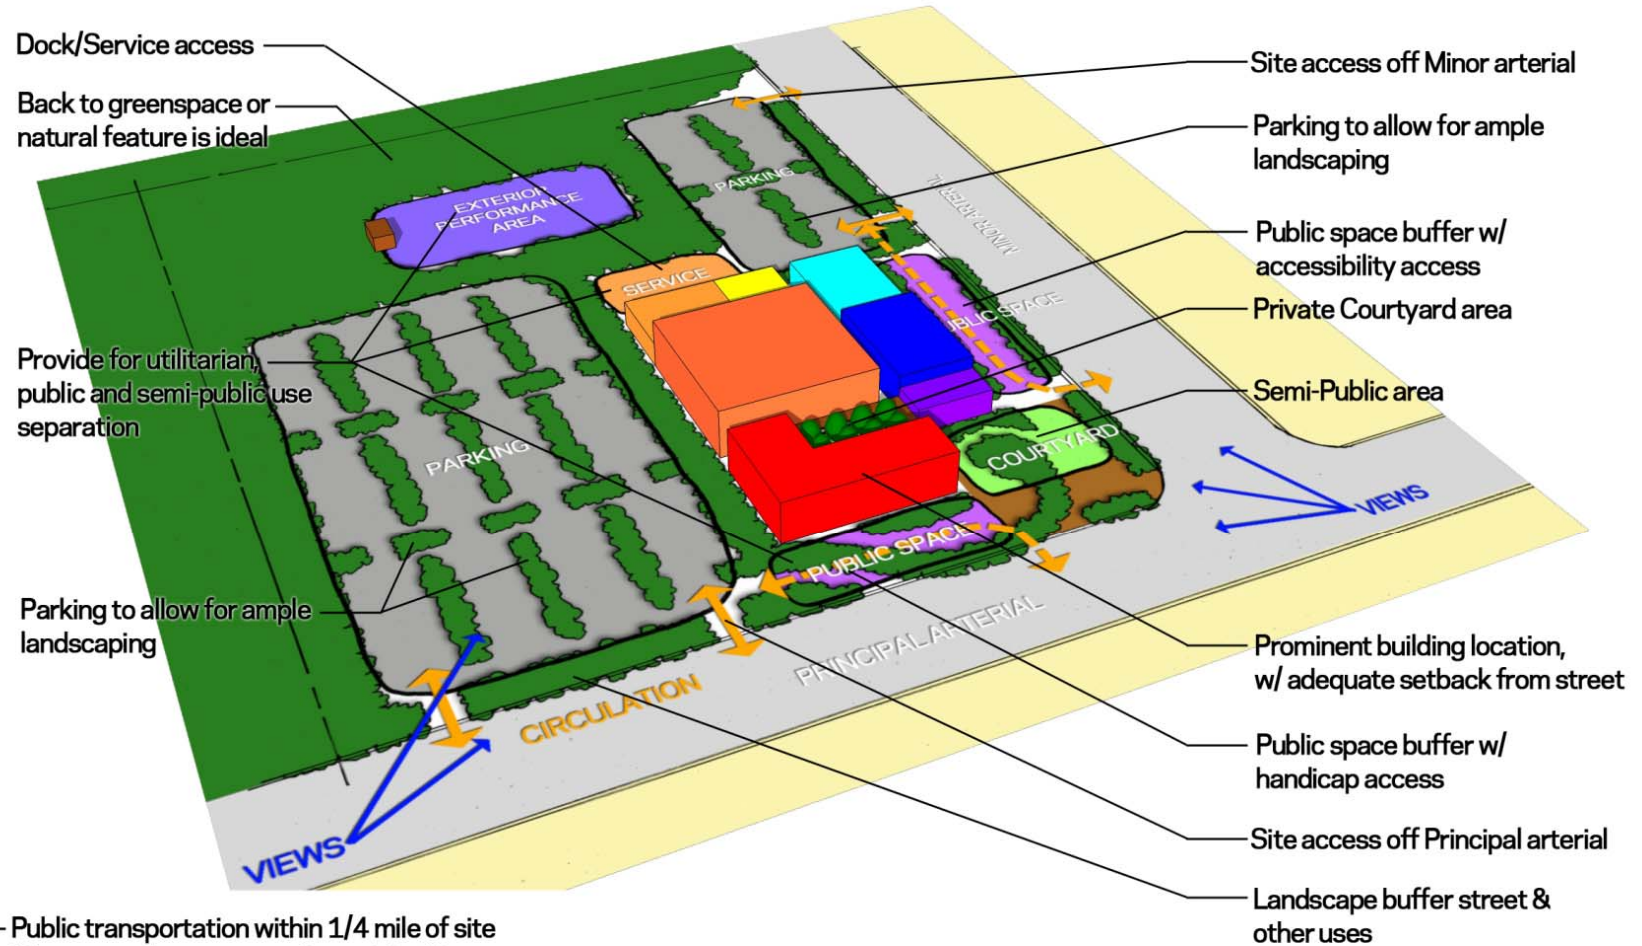 Dock/Service access
Back to greenspace or
natural feature is ideal
Provide for utilitarian,
public and semi-public use
separation
Parking to allow for ample
landscaping
- Public transportation within 1/4 mile of site
Site access off Minor arterial
Parking to allow for ample
landscaping
Public space buffer w/
accessibility access
Private Courtyard area
Semi-Public area
Prominent building location,
w/ adequate setback from street
Public space buffer w/
handicap access
Site access off Principal arterial
Landscape buffer street &
other uses
EXTERIOR
PERFORMANCE
AREA
PARKING
SERVICE
PARKING
COURTYARD
PUBLIC SPACE
UBLIC SPACE
PRINCIPAL ARTERIAL
CIRCULATION
VIEWS
VIEWS